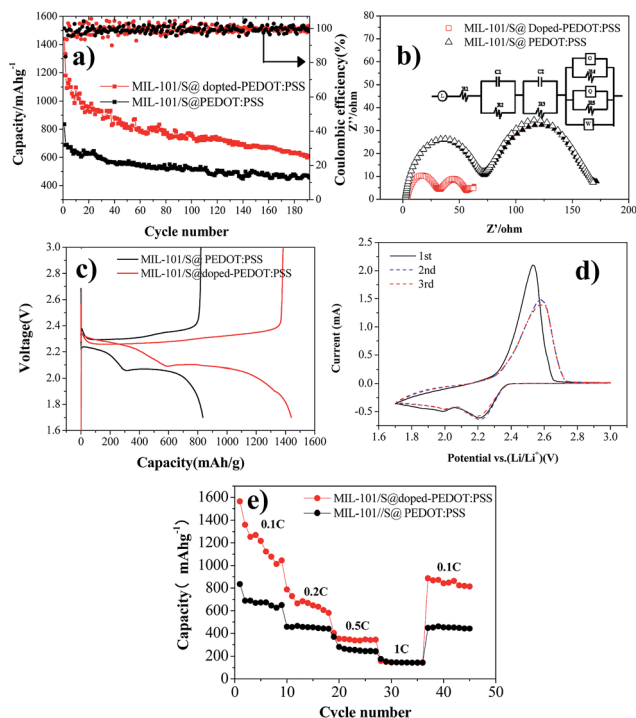 a)
MIL-101/S@ dopted-PEDOT:PSS
MIL-101/S@PEDOT:PSS
Capacity/mAhg⁻¹
1600
1400
1200
1000
800
600
400
0 20 40 60 80 100 120 140 160 180
Cycle number
100
80
60
40
20
0
Coulombic efficiency(%)
b)
MIL-101/S@ Doped-PEDOT:PSS
MIL-101/S@ PEDOT:PSS
L R1 C1 R2 C2 R3 Q R4 Q R5 W
Z''/ohm
80
70
60
50
40
30
20
10
0
0 50 100 150 200
Z'/ohm
c)
MIL-101/S@ PEDOT:PSS
MIL-101/S@doped-PEDOT:PSS
Voltage(V)
3.0
2.8
2.6
2.4
2.2
2.0
1.8
1.6
0 200 400 600 800 1000 1200 1400 1600
Capacity(mAh/g)
d)
1st
2nd
3rd
Current (mA)
2.0
1.5
1.0
0.5
0.0
-0.5
1.6 1.8 2.0 2.2 2.4 2.6 2.8 3.0
Potential vs.(Li/Li⁺)(V)
e)
MIL-101/S@doped-PEDOT:PSS
MIL-101//S@ PEDOT:PSS
0.1C
0.2C
0.5C
1C
0.1C
Capacity( mAhg⁻¹)
1600
1400
1200
1000
800
600
400
200
0
0 10 20 30 40 50
Cycle number